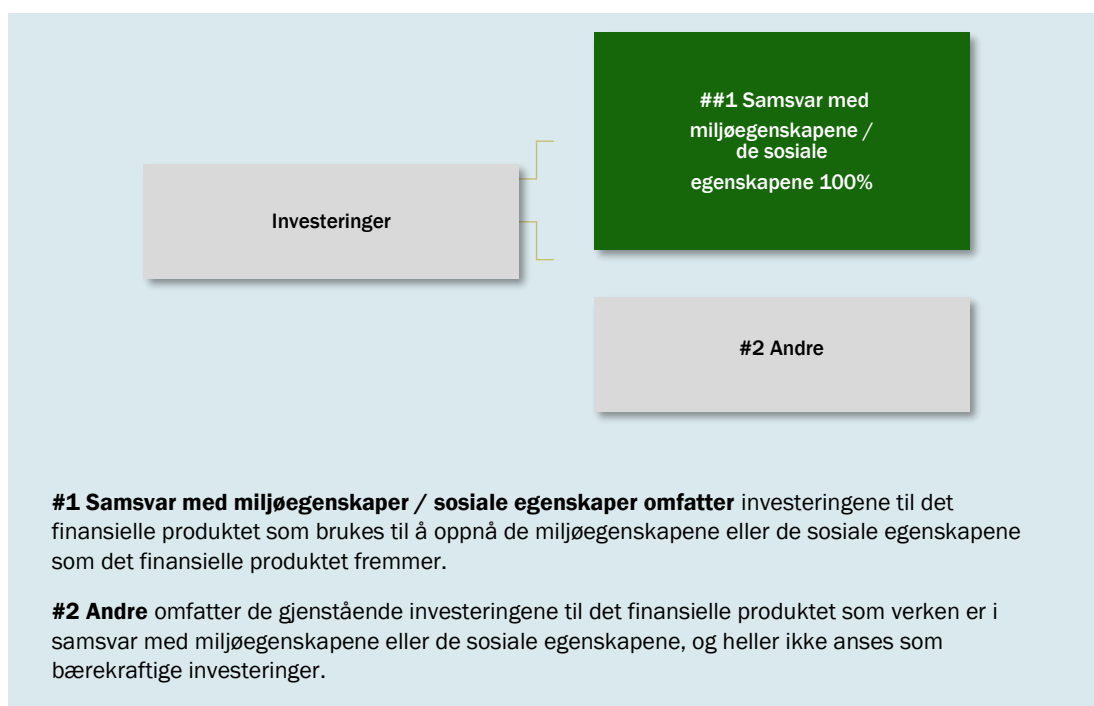 ##1 Samsvar med
miljøegenskapene /
de sosiale
egenskapene 100%
Investeringer
#2 Andre
#1 Samsvar med miljøegenskaper / sosiale egenskaper omfatter investeringene til det
finansielle produktet som brukes til å oppnå de miljøegenskapene eller de sosiale egenskapene
som det finansielle produktet fremmer.
#2 Andre omfatter de gjenstående investeringene til det finansielle produktet som verken er i
samsvar med miljøegenskapene eller de sosiale egenskapene, og heller ikke anses som
bærekraftige investeringer.